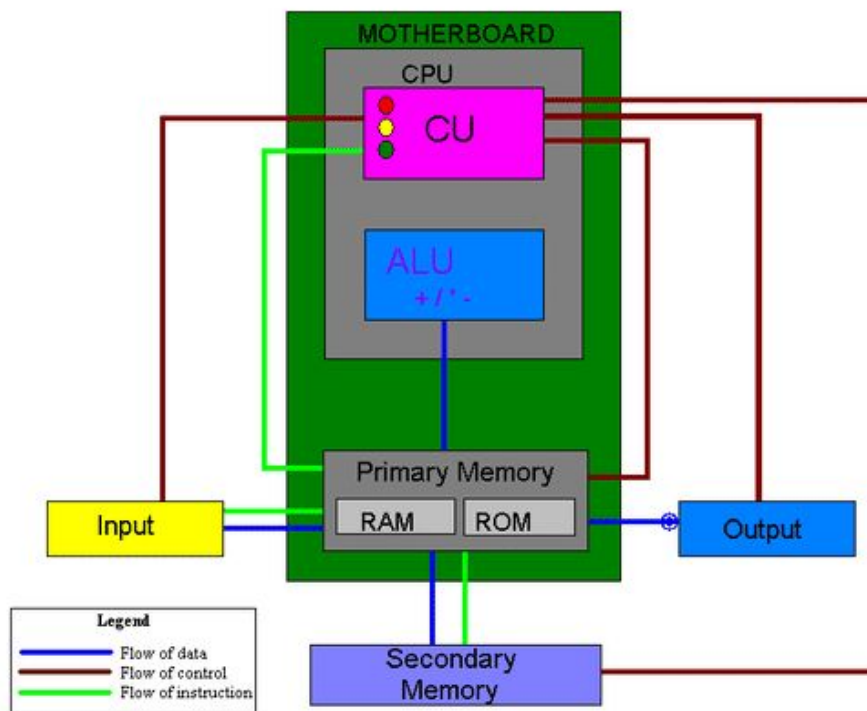 MOTHERBOARD
CPU
CU
ALU
+ / * -
Primary Memory
RAM
ROM
Input
Output
Secondary
Memory
Legend
Flow of data
Flow of control
Flow of instruction